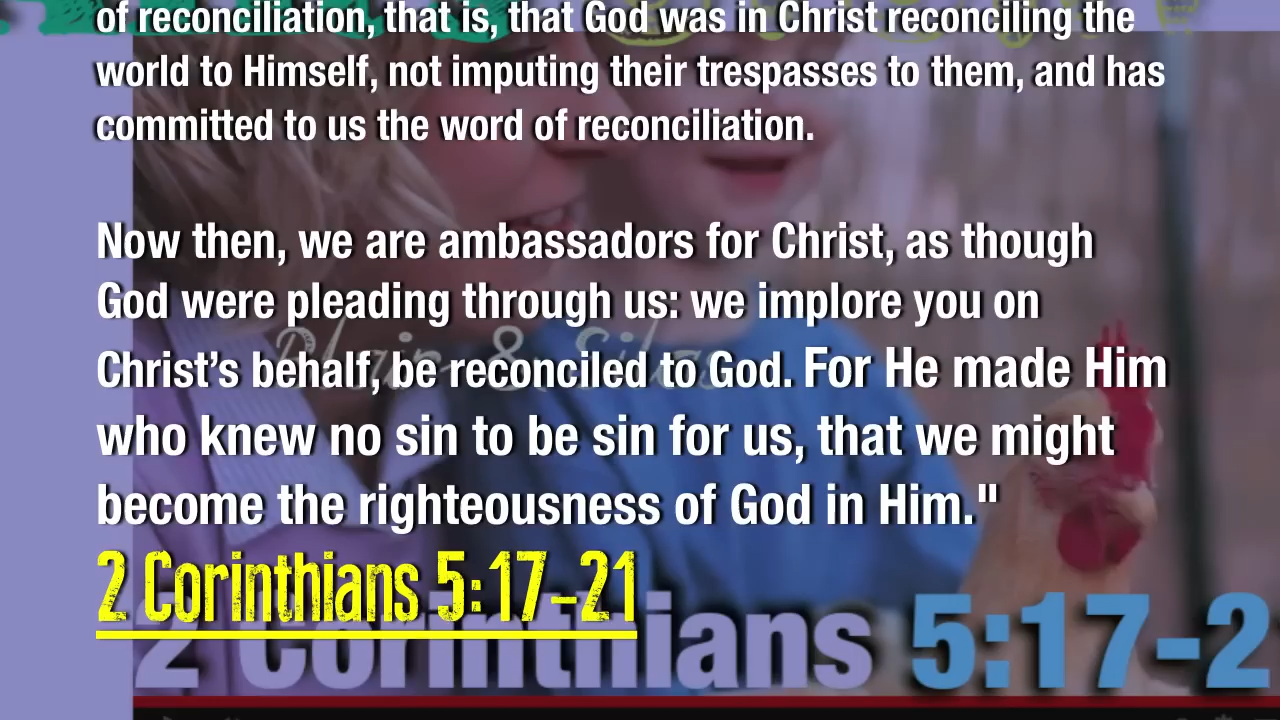 of reconciliation, that is, that God was in Christ reconciling the
world to Himself, not imputing their trespasses to them, and has
committed to us the word of reconciliation.
Now then, we are ambassadors for Christ, as though
God were pleading through us: we implore you on
Christ’s behalf, be reconciled to God. For He made Him
who knew no sin to be sin for us, that we might
become the righteousness of God in Him."
2 Corinthians 5:17–21
2 Corinthians 5:17-2